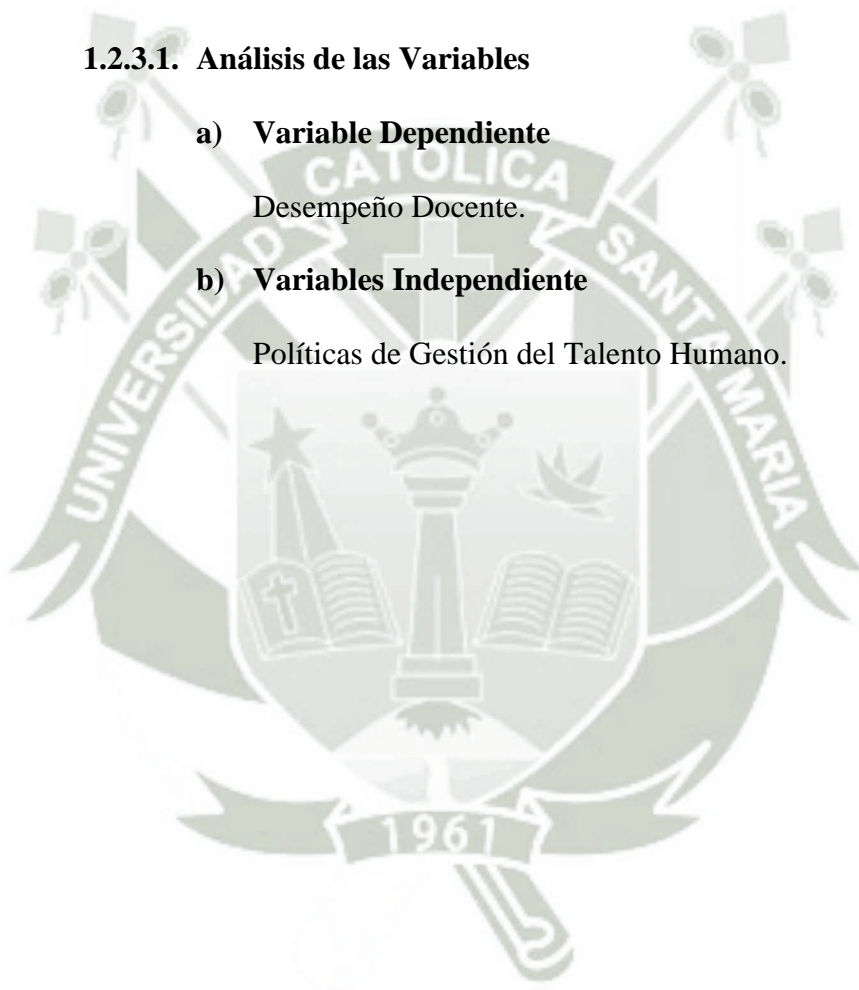 1.2.3.1. Análisis de las Variables
a) Variable Dependiente
Desempeño Docente.
b) Variables Independiente
Políticas de Gestión del Talento Humano.
UNIVERSIDAD CATOLICA SANTA MARIA
1961